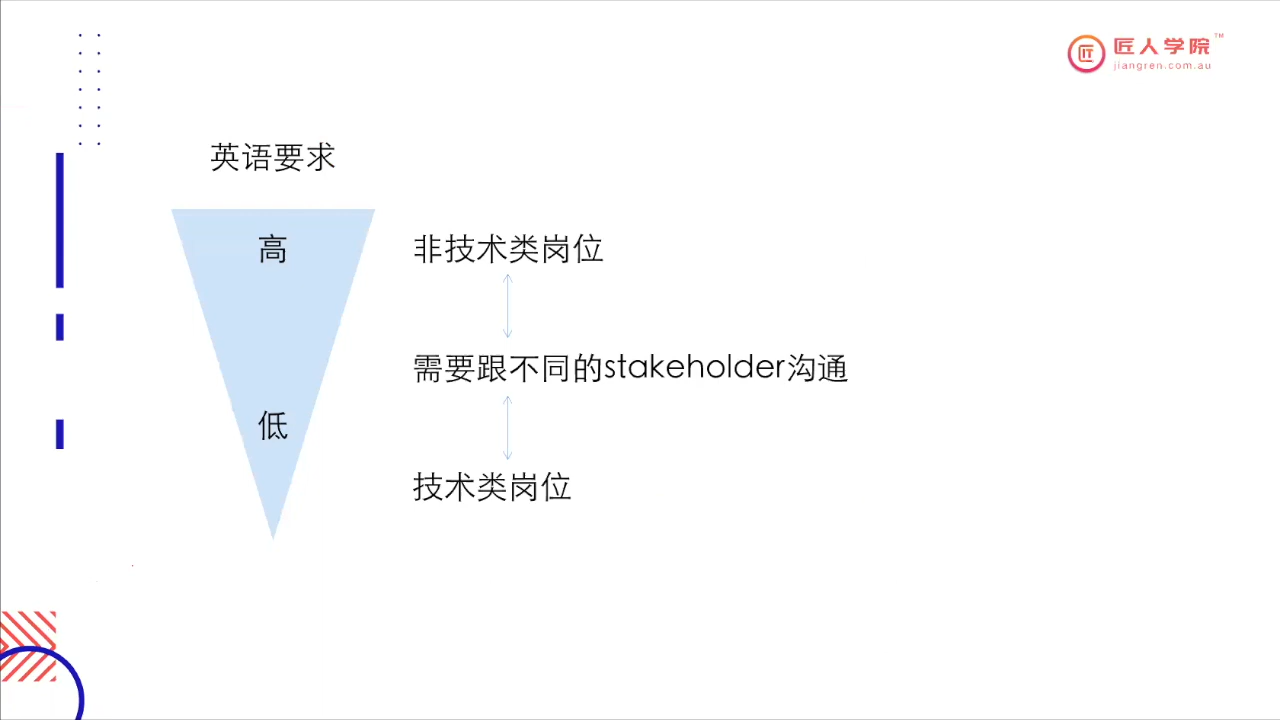 匠人学院™
jiangren.com.au
英语要求
高
非技术类岗位
需要跟不同的stakeholder沟通
低
技术类岗位